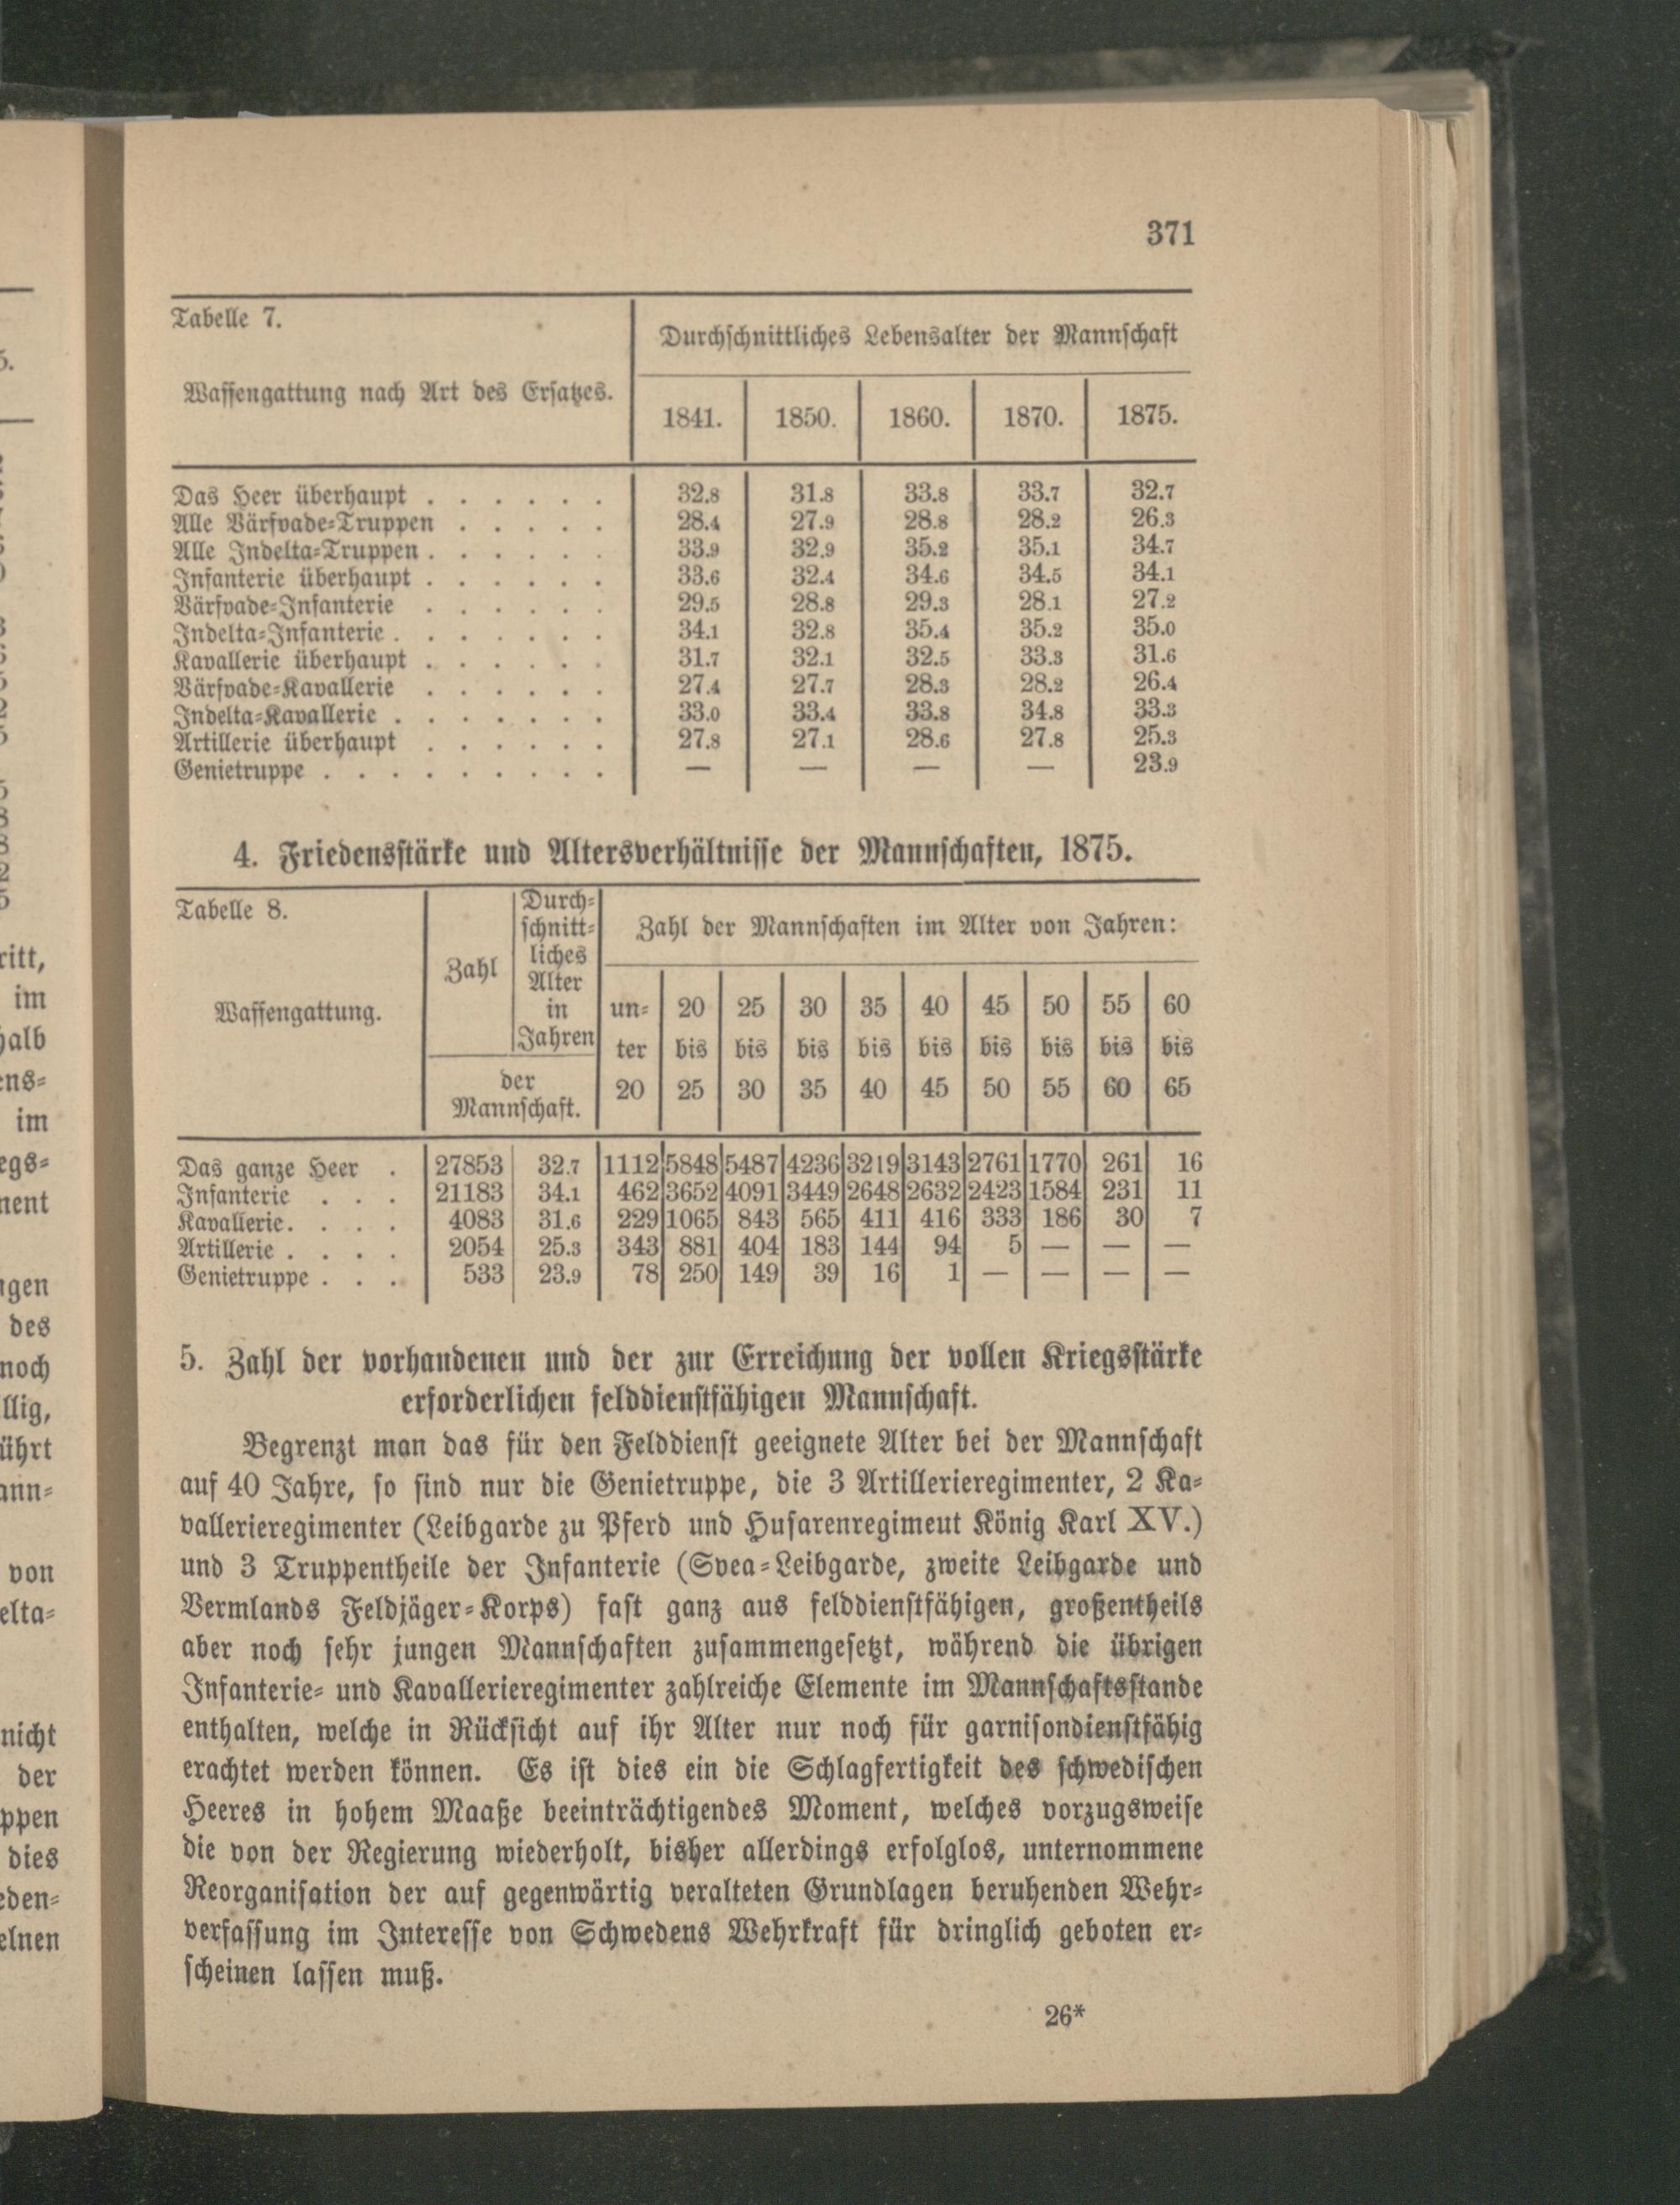 371
Tabelle 7.
Durchschnittliches Lebensalter der Mannschaft
Waffengattung nach Art des Ersatzes.
1841. 1850. 1860. 1870. 1875.
Das Heer überhaupt . . . . . . 32.8 31.8 33.8 33.7 32.7
Alle Värfvade-Truppen . . . . . 28.4 27.9 28.8 28.2 26.3
Alle Indelta-Truppen . . . . . . 33.9 32.9 35.2 35.1 34.7
Infanterie überhaupt . . . . . . 33.6 32.4 34.6 34.5 34.1
Värfvade-Infanterie . . . . . . 29.5 28.8 29.3 28.1 27.2
Indelta-Infanterie . . . . . . . 34.1 32.8 35.4 35.2 35.0
Kavallerie überhaupt . . . . . . 31.7 32.1 32.5 33.3 31.6
Värfvade-Kavallerie . . . . . . 27.4 27.7 28.3 28.2 26.4
Indelta-Kavallerie . . . . . . . 33.0 33.4 33.8 34.8 33.3
Artillerie überhaupt . . . . . . 27.8 27.1 28.6 27.8 25.3
Genietruppe . . . . . . . . . — — — — 23.9
4. Friedensstärke und Altersverhältnisse der Mannschaften, 1875.
Tabelle 8.
Waffengattung.
Zahl
Durch-
schnitt-
liches
Alter
in
Jahren
der
Mannschaft.
Zahl der Mannschaften im Alter von Jahren:
un- 20 25 30 35 40 45 50 55 60
ter bis bis bis bis bis bis bis bis bis
20 25 30 35 40 45 50 55 60 65
Das ganze Heer . 27853 32.7 1112 5848 5487 4236 3219 3143 2761 1770 261 16
Infanterie . . . 21183 34.1 462 3652 4091 3449 2648 2632 2423 1584 231 11
Kavallerie . . . . 4083 31.6 229 1065 843 565 411 416 333 186 30 7
Artillerie . . . . 2054 25.3 343 881 404 183 144 94 5 — — —
Genietruppe . . . 533 23.9 78 250 149 39 16 1 — — — —
5. Zahl der vorhandenen und der zur Erreichung der vollen Kriegsstärke
erforderlichen felddienstfähigen Mannschaft.
Begrenzt man das für den Felddienst geeignete Alter bei der Mannschaft
auf 40 Jahre, so sind nur die Genietruppe, die 3 Artillerieregimenter, 2 Ka-
vallerieregimenter (Leibgarde zu Pferd und Husarenregiment König Karl XV.)
und 3 Truppentheile der Infanterie (Svea-Leibgarde, zweite Leibgarde und
Vermlands Feldjäger-Korps) fast ganz aus felddienstfähigen, großentheils
aber noch sehr jungen Mannschaften zusammengesetzt, während die übrigen
Infanterie- und Kavallerieregimenter zahlreiche Elemente im Mannschaftsstande
enthalten, welche in Rücksicht auf ihr Alter nur noch für garnisondienstfähig
erachtet werden können. Es ist dies ein die Schlagfertigkeit des schwedischen
Heeres in hohem Maaße beeinträchtigendes Moment, welches vorzugsweise
die von der Regierung wiederholt, bisher allerdings erfolglos, unternommene
Reorganisation der auf gegenwärtig veralteten Grundlagen beruhenden Wehr-
verfassung im Interesse von Schwedens Wehrkraft für dringlich geboten er-
scheinen lassen muß.
26*